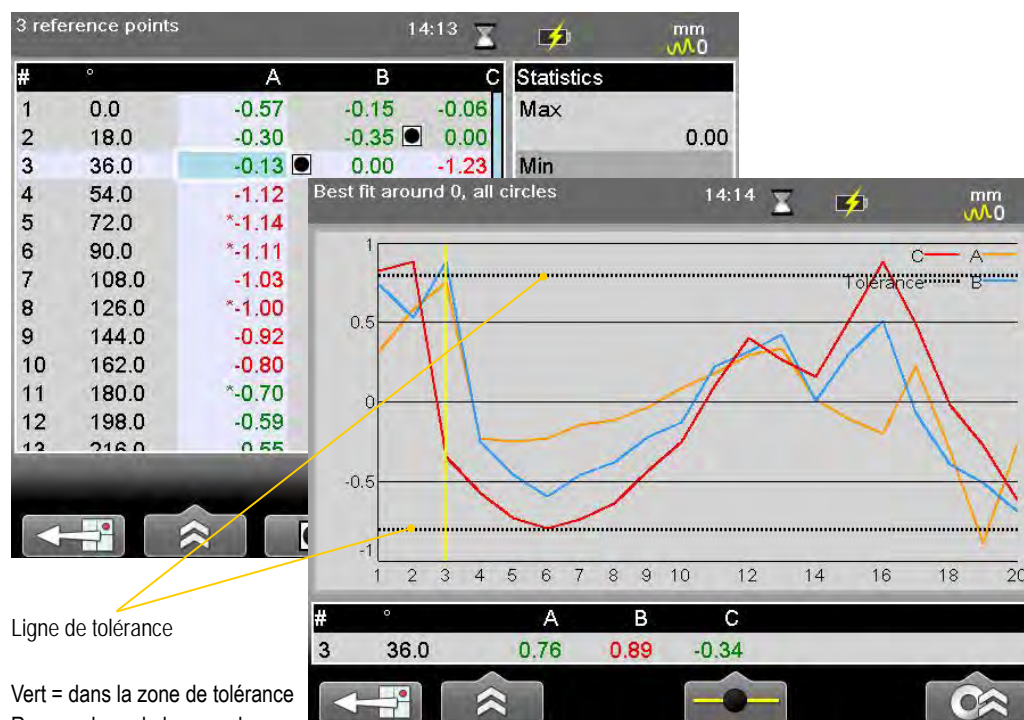 3 reference points 14:13 mm 0
# ° A B C Statistics
1 0.0 -0.57 -0.15 -0.06 Max
2 18.0 -0.30 -0.35 0.00 0.00
3 36.0 -0.13 0.00 -1.23 Min
4 54.0 -1.12
5 72.0 *-1.14
6 90.0 *-1.11
7 108.0 -1.03
8 126.0 *-1.00
9 144.0 -0.92
10 162.0 -0.80
11 180.0 *-0.70
12 198.0 -0.59
13 216.0
Best fit around 0, all circles 14:14 mm 0
1
C A
Tolerance B
0.5
0
-0.5
-1
1 2 3 4 5 6 7 8 9 10 12 14 16 18 20
# ° A B C
3 36.0 0.76 0.89 -0.34
Ligne de tolérance
Vert = dans la zone de tolérance